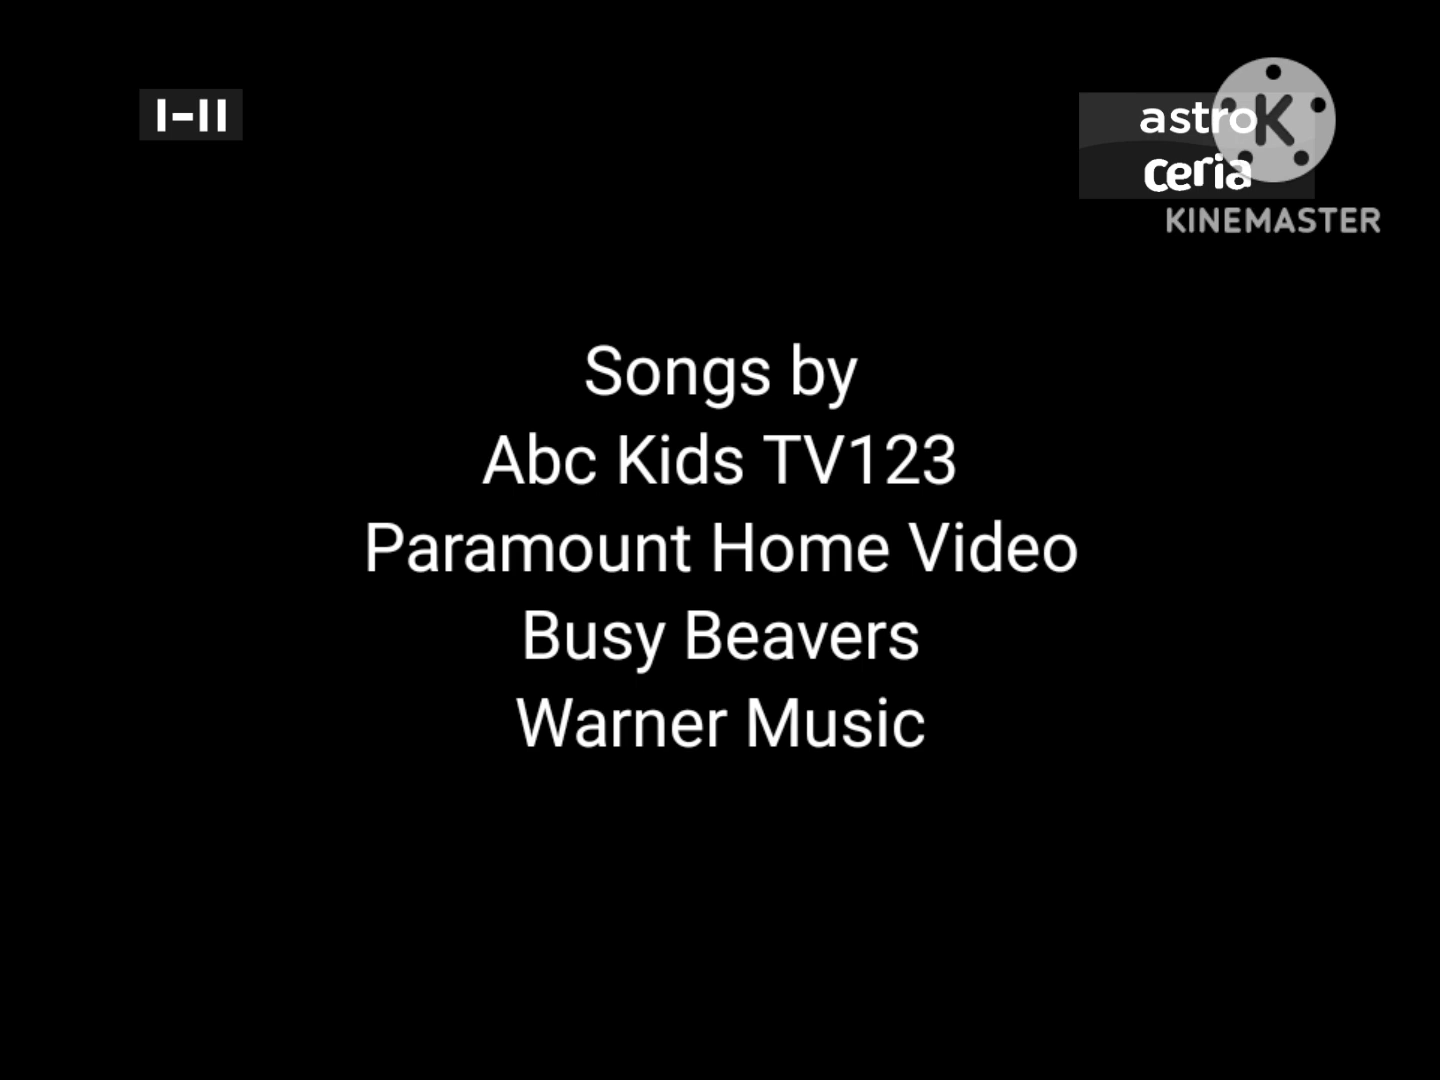 I-II
astro
ceria
K
KINEMASTER
Songs by
Abc Kids TV123
Paramount Home Video
Busy Beavers
Warner Music